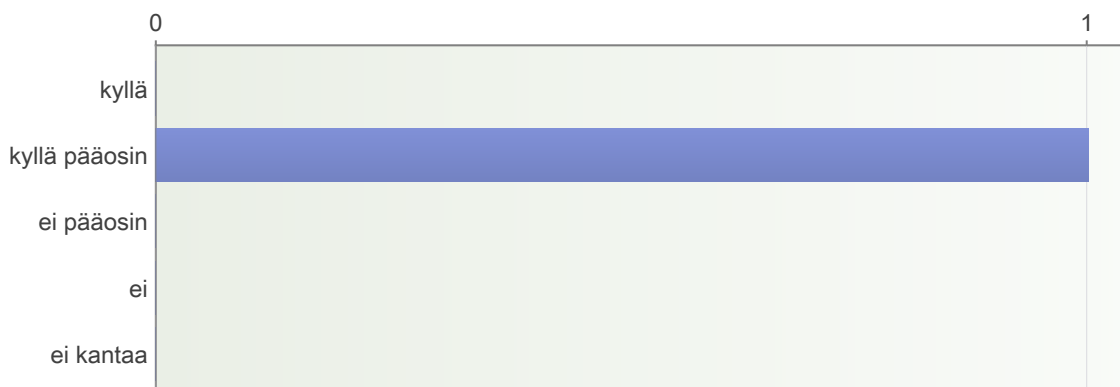 0 1
kyllä
kyllä pääosin
ei pääosin
ei
ei kantaa